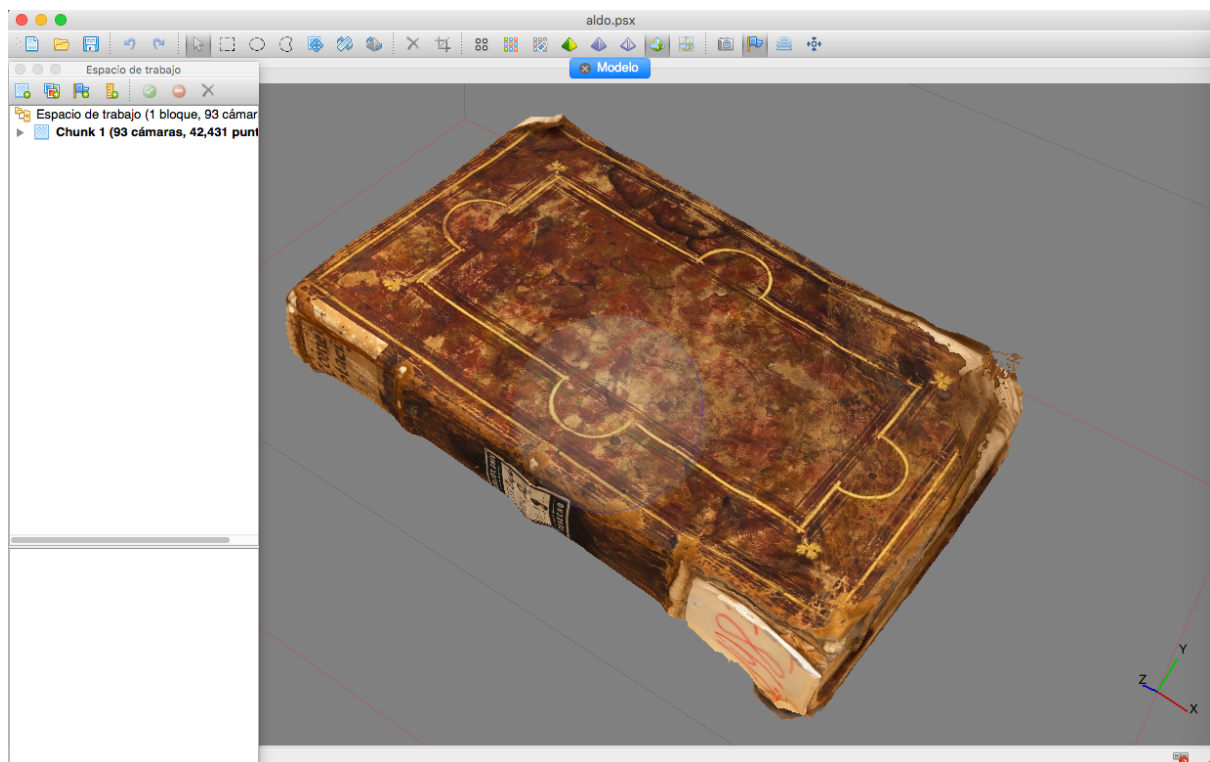 aldo.psx
Espacio de trabajo
Modelo
Espacio de trabajo (1 bloque, 93 cámar
Chunk 1 (93 cámaras, 42,431 punt
Y
Z
X